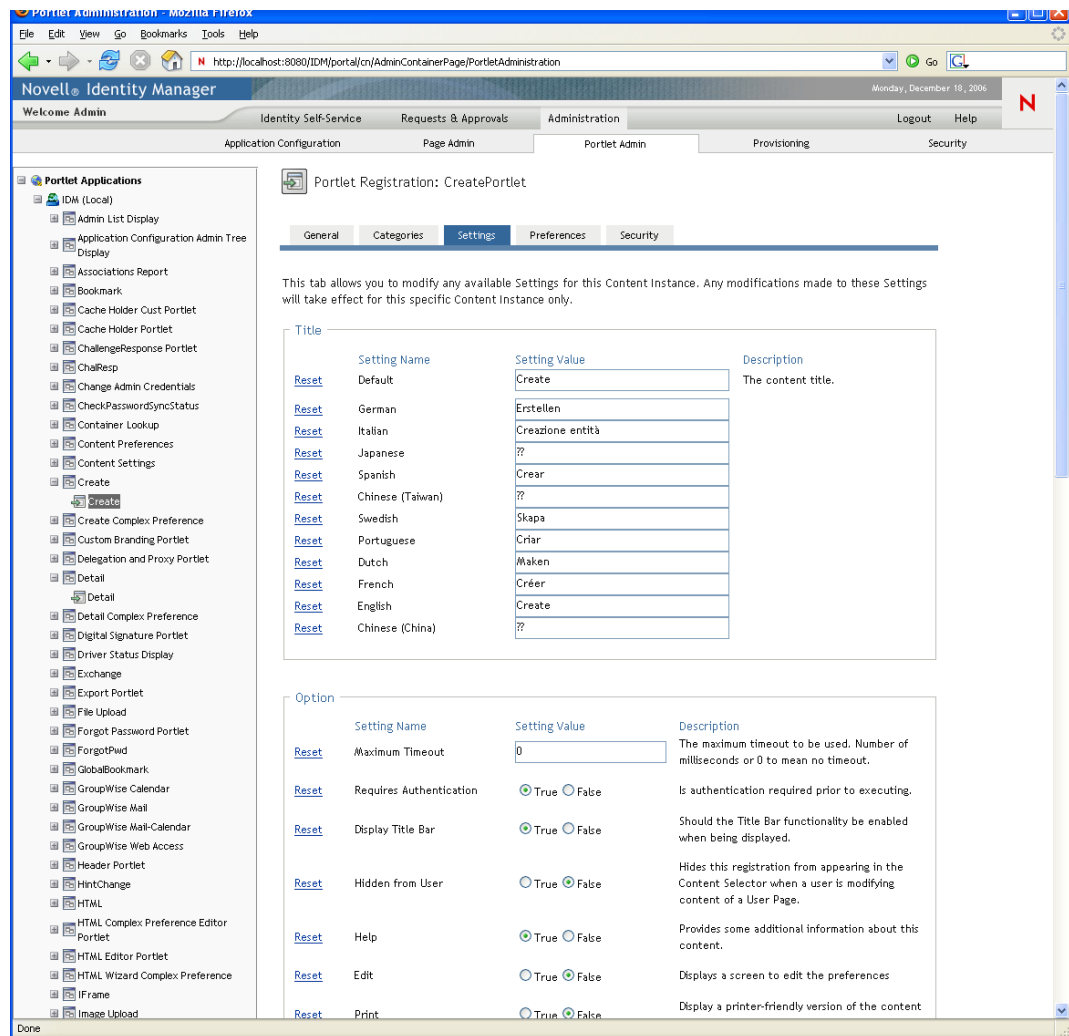 Portlet Administration - Mozilla Firefox
File Edit View Go Bookmarks Tools Help
http://localhost:8080/IDM/portal/cn/AdminContainerPage/PortletAdministration
Go
Novell® Identity Manager
Monday, December 18, 2006
N
Welcome Admin
Identity Self-Service Requests & Approvals Administration Logout Help
Application Configuration Page Admin Portlet Admin Provisioning Security
Portlet Applications
IDM (Local)
Admin List Display
Application Configuration Admin Tree
Display
Associations Report
Bookmark
Cache Holder Cust Portlet
Cache Holder Portlet
ChallengeResponse Portlet
ChalResp
Change Admin Credentials
CheckPasswordSyncStatus
Container Lookup
Content Preferences
Content Settings
Create
Create
Create Complex Preference
Custom Branding Portlet
Delegation and Proxy Portlet
Detail
Detail
Detail Complex Preference
Digital Signature Portlet
Driver Status Display
Exchange
Export Portlet
File Upload
Forgot Password Portlet
ForgotPwd
GlobalBookmark
GroupWise Calendar
GroupWise Mail
GroupWise Mail-Calendar
GroupWise Web Access
Header Portlet
HintChange
HTML
HTML Complex Preference Editor
Portlet
HTML Editor Portlet
HTML Wizard Complex Preference
IFrame
Image Upload
Portlet Registration: CreatePortlet
General Categories Settings Preferences Security
This tab allows you to modify any available Settings for this Content Instance. Any modifications made to these Settings
will take effect for this specific Content Instance only.
Title
Setting Name Setting Value Description
Reset Default Create The content title.
Reset German Erstellen
Reset Italian Creazione entità
Reset Japanese ??
Reset Spanish Crear
Reset Chinese (Taiwan) ??
Reset Swedish Skapa
Reset Portuguese Criar
Reset Dutch Maken
Reset French Créer
Reset English Create
Reset Chinese (China) ??
Option
Setting Name Setting Value Description
Reset Maximum Timeout 0 The maximum timeout to be used. Number of
milliseconds or 0 to mean no timeout.
Reset Requires Authentication True False Is authentication required prior to executing.
Reset Display Title Bar True False Should the Title Bar functionality be enabled
when being displayed.
Reset Hidden from User True False Hides this registration from appearing in the
Content Selector when a user is modifying
content of a User Page.
Reset Help True False Provides some additional information about this
content.
Reset Edit True False Displays a screen to edit the preferences
Reset Print True False Display a printer-friendly version of the content
Done